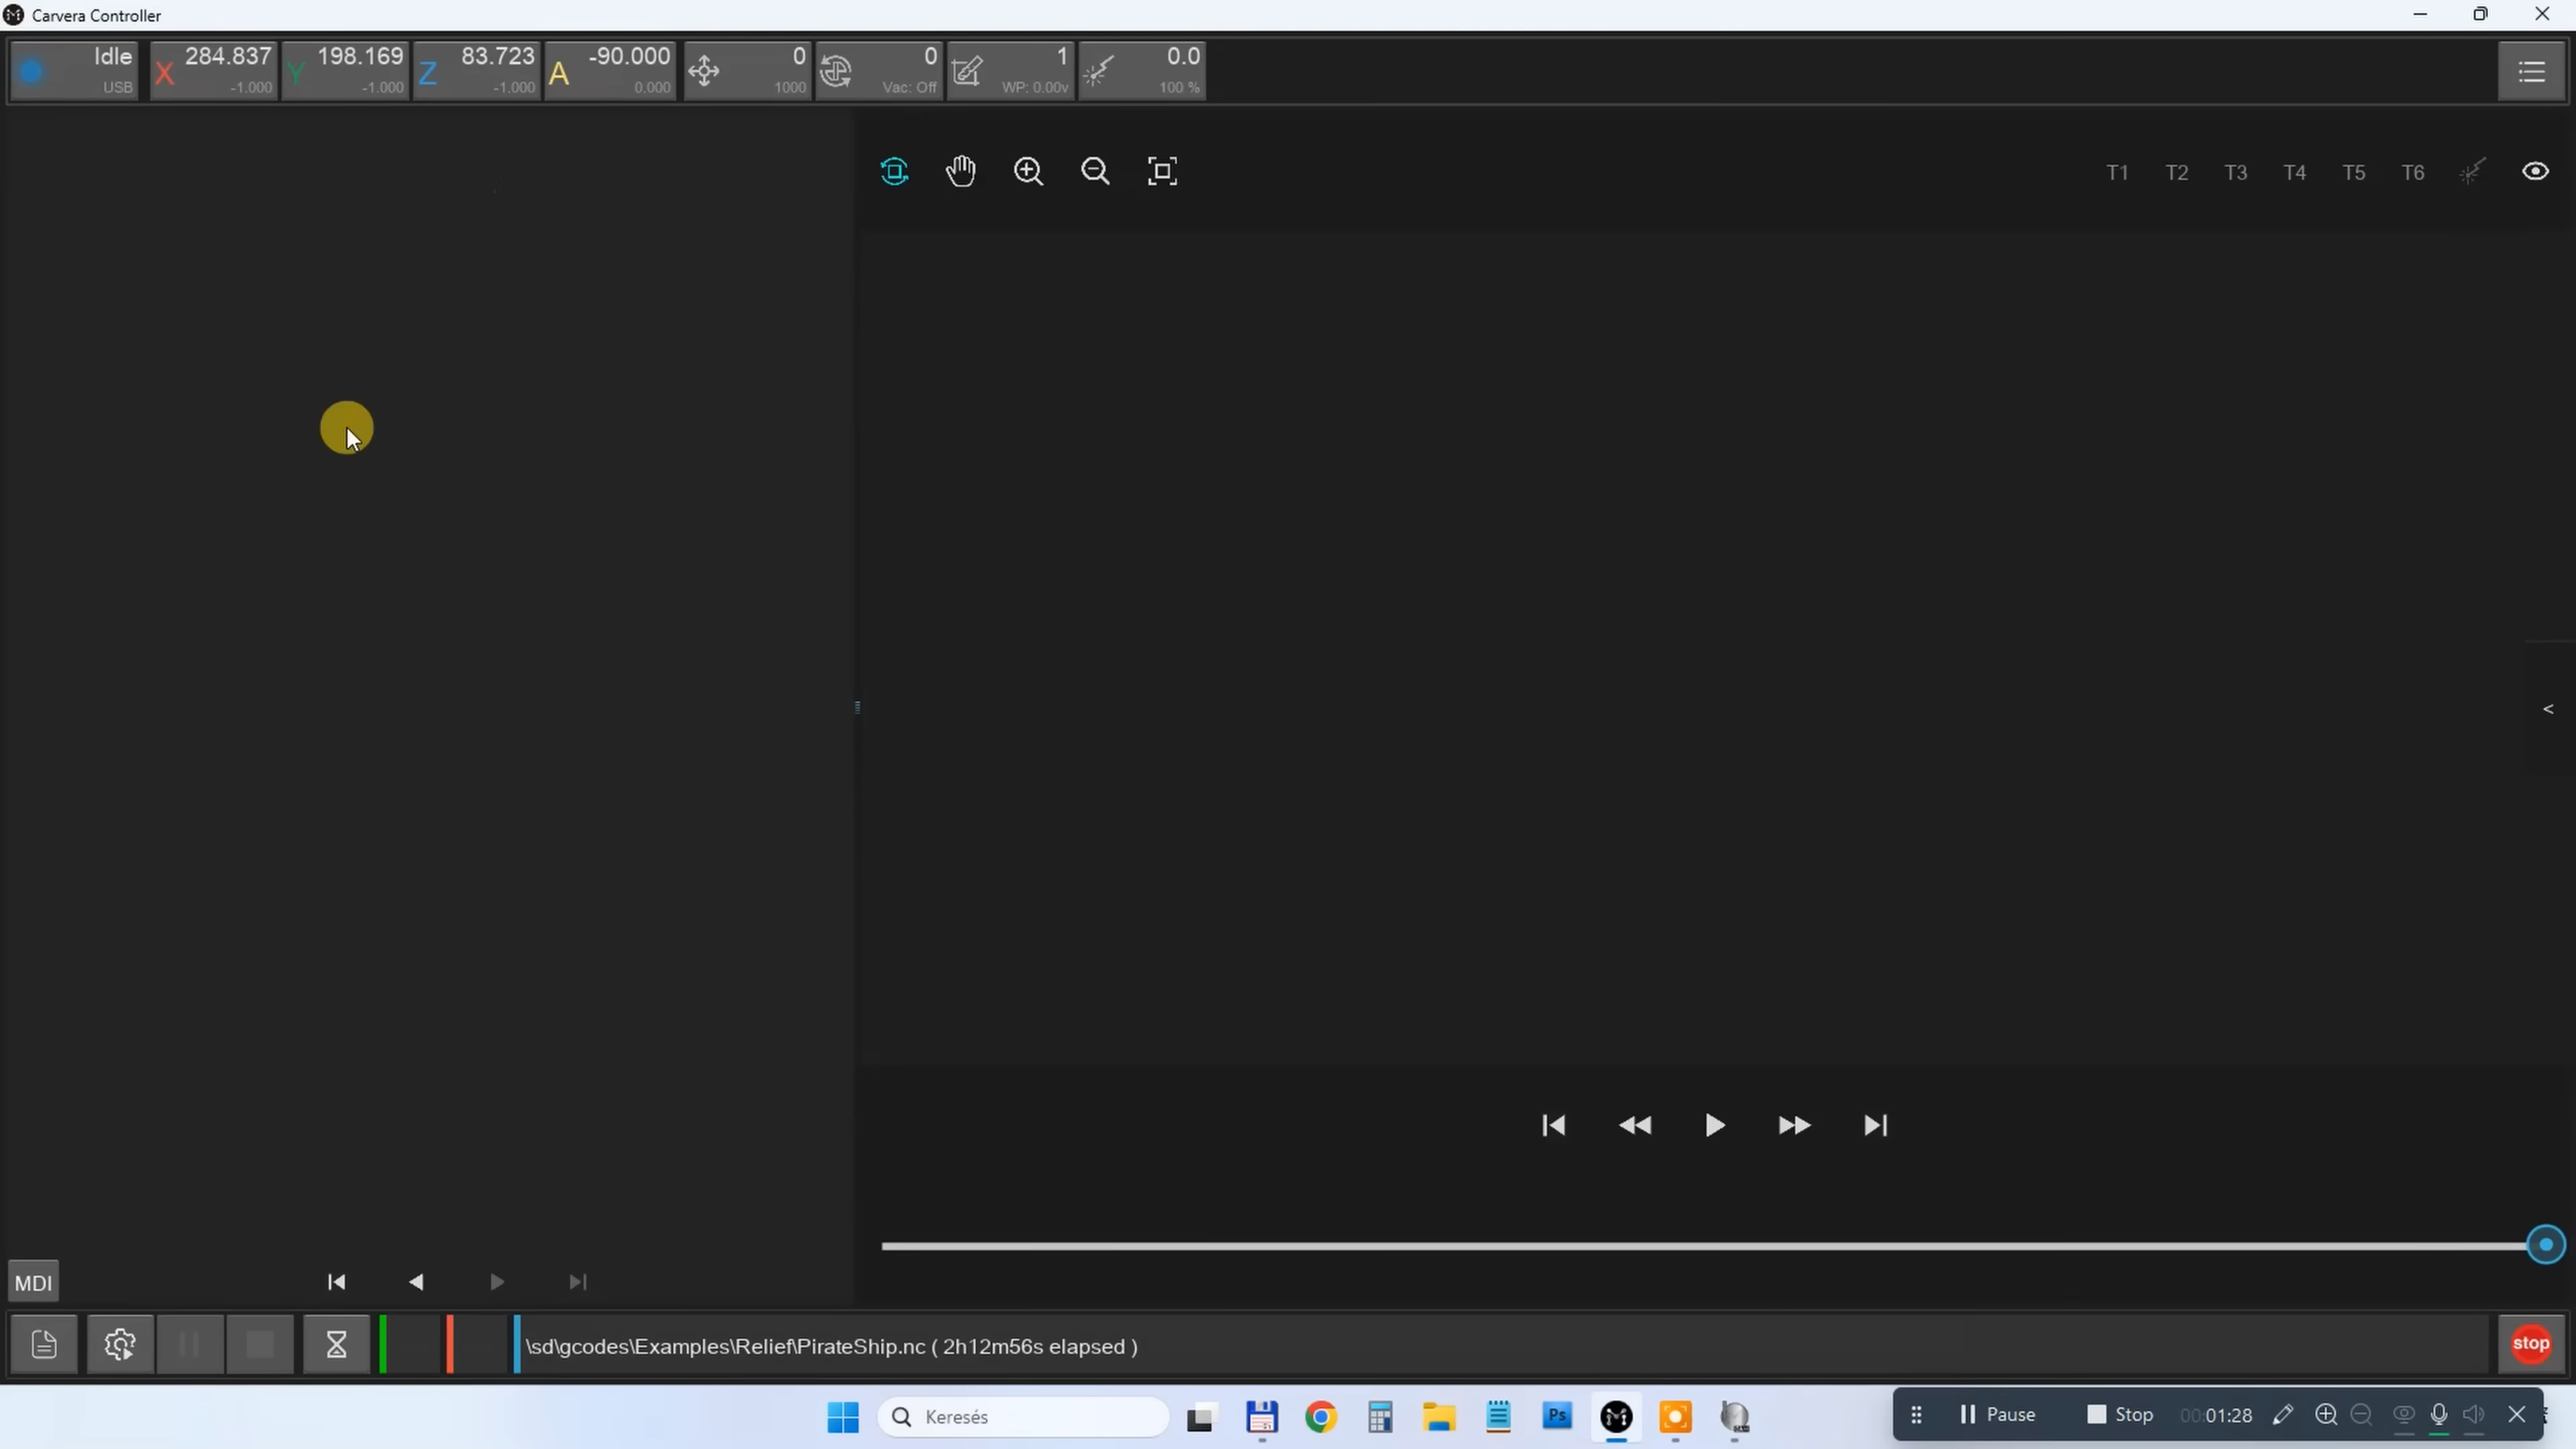 Carvera Controller
Idle
USB
X 284.837
-1.000
Y 198.169
-1.000
Z 83.723
-1.000
A -90.000
0.000
0
1000
0
Vac: Off
1
WP: 0.00v
0.0
100 %
T1 T2 T3 T4 T5 T6
<
MDI
\sd\gcodes\Examples\Relief\PirateShip.nc ( 2h12m56s elapsed )
stop
Keresés
Ps
Pause
Stop
00:01:28